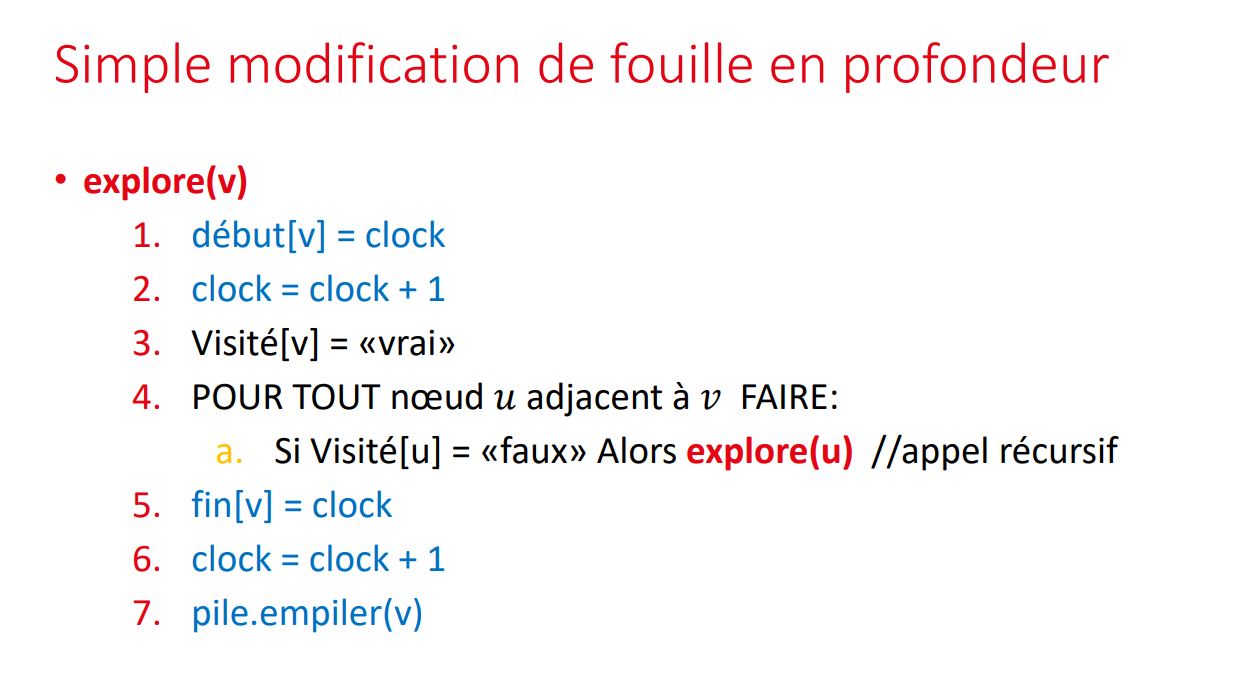 Simple modification de fouille en profondeur
• explore(v)
1. début[v] = clock
2. clock = clock + 1
3. Visité[v] = «vrai»
4. POUR TOUT nœud 𝑢 adjacent à 𝑣 FAIRE:
a. Si Visité[u] = «faux» Alors explore(u) //appel récursif
5. fin[v] = clock
6. clock = clock + 1
7. pile.empiler(v)